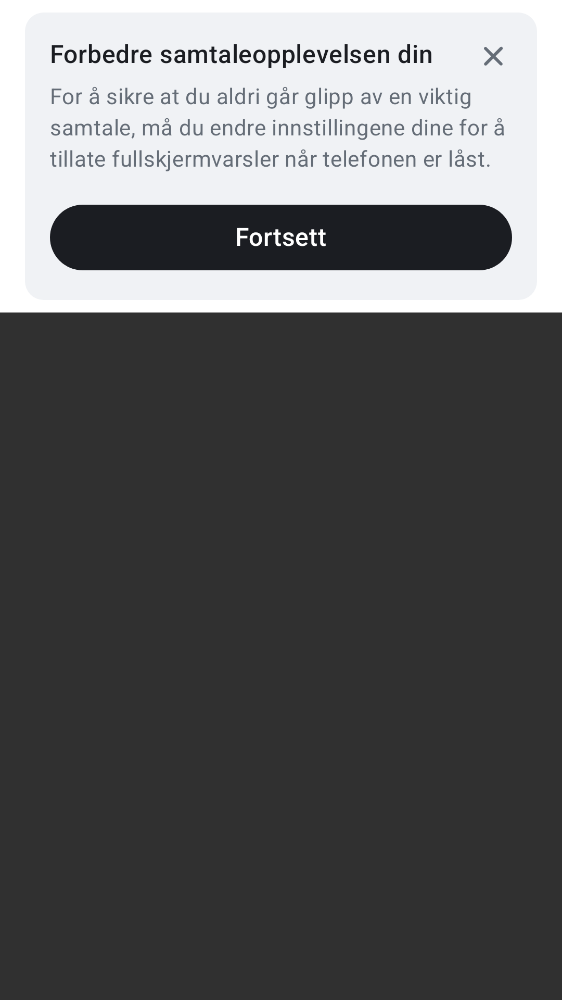 Forbedre samtaleopplevelsen din
For å sikre at du aldri går glipp av en viktig
samtale, må du endre innstillingene dine for å
tillate fullskjermvarsler når telefonen er låst.
Fortsett